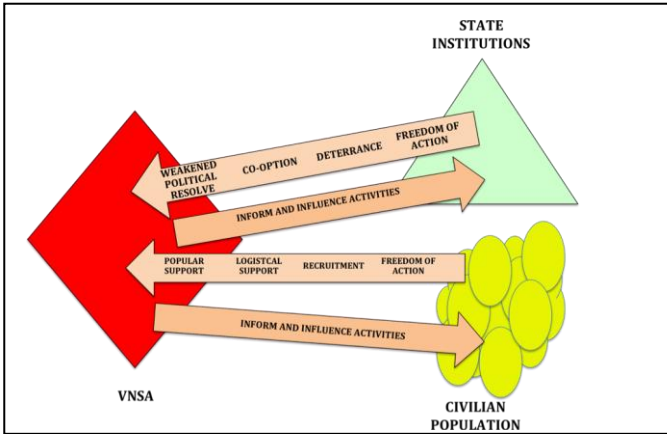 STATE
INSTITUTIONS
FREEDOM OF
ACTION
DETERRANCE
CO-OPTION
WEAKENED
POLITICAL
RESOLVE
INFORM AND INFLUENCE ACTIVITIES
POPULAR
SUPPORT
LOGISTCAL
SUPPORT
RECRUITMENT
FREEDOM OF
ACTION
INFORM AND INFLUENCE ACTIVITIES
VNSA
CIVILIAN
POPULATION